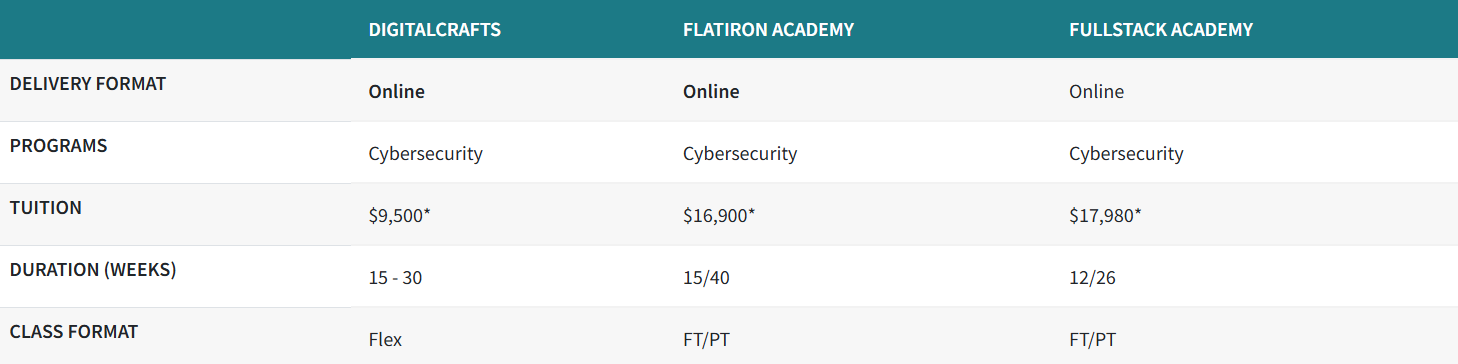 DIGITALCRAFTS FLATIRON ACADEMY FULLSTACK ACADEMY
DELIVERY FORMAT Online Online Online
PROGRAMS Cybersecurity Cybersecurity Cybersecurity
TUITION $9,500* $16,900* $17,980*
DURATION (WEEKS) 15 - 30 15/40 12/26
CLASS FORMAT Flex FT/PT FT/PT